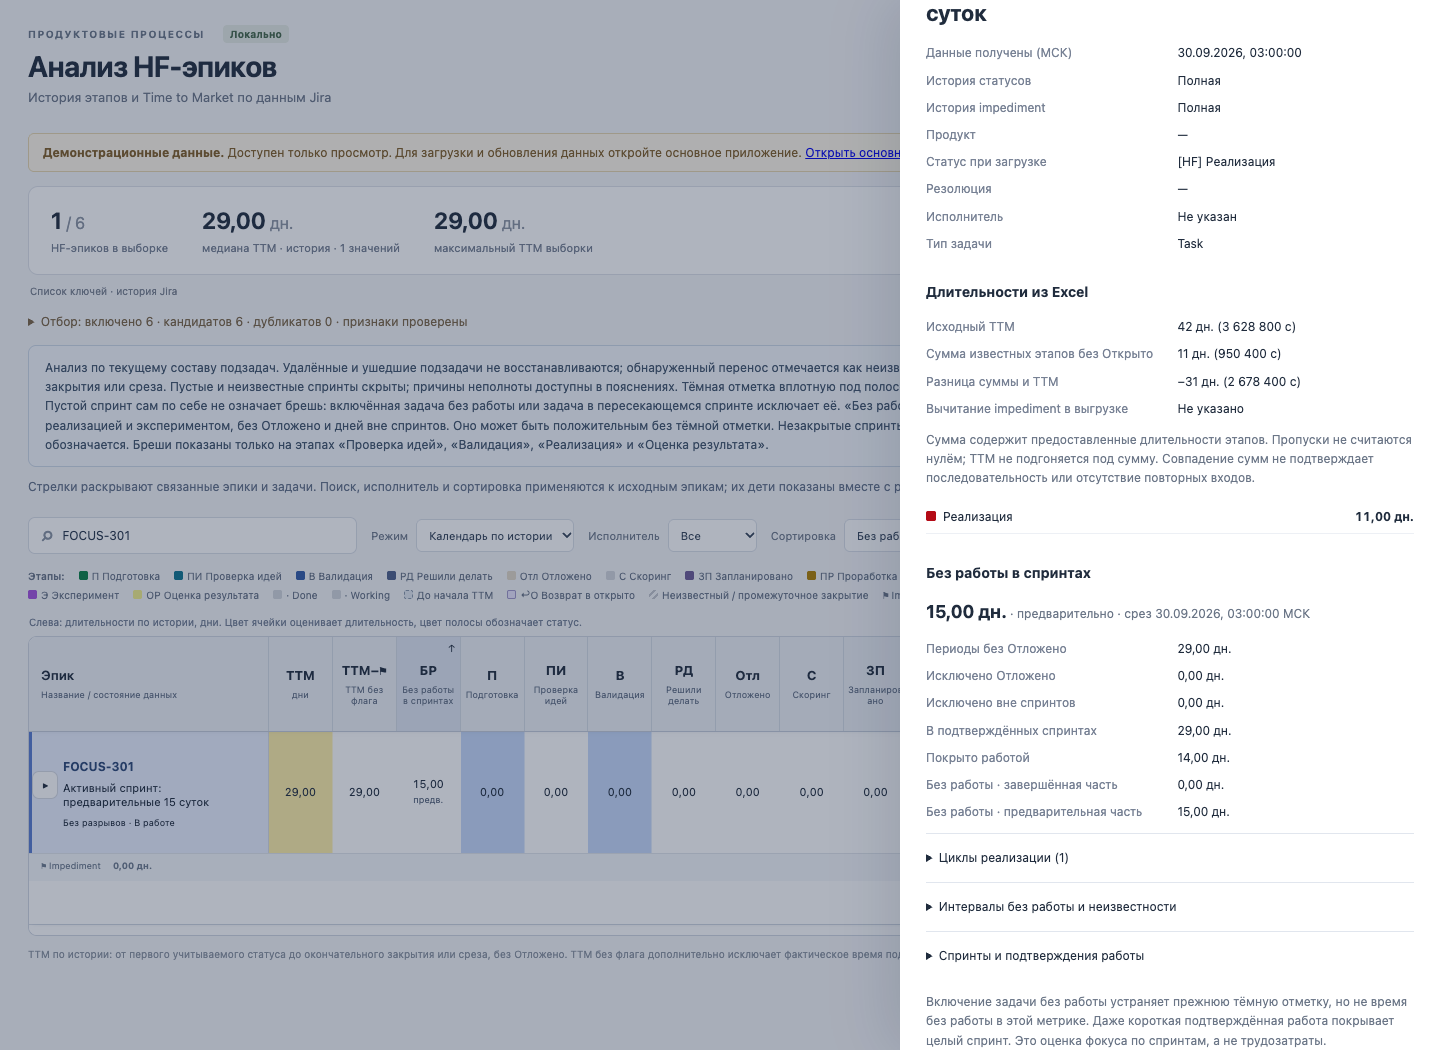 ПРОДУКТОВЫЕ ПРОЦЕССЫ
Локально
Анализ HF-эпиков
История этапов и Time to Market по данным Jira
Демонстрационные данные. Доступен только просмотр. Для загрузки и обновления данных откройте основное приложение. Открыть основн
1 / 6
HF-эпиков в выборке
29,00 дн.
медиана ТТМ · история · 1 значений
29,00 дн.
максимальный ТТМ выборки
Список ключей · история Jira
Отбор: включено 6 · кандидатов 6 · дубликатов 0 · признаки проверены
Анализ по текущему составу подзадач. Удалённые и ушедшие подзадачи не восстанавливаются; обнаруженный перенос отмечается как неизв
закрытия или среза. Пустые и неизвестные спринты скрыты; причины неполноты доступны в пояснениях. Тёмная отметка вплотную под полос
Пустой спринт сам по себе не означает брешь: включённая задача без работы или задача в пересекающемся спринте исключает её. «Без рабо
реализацией и экспериментом, без Отложено и дней вне спринтов. Оно может быть положительным без тёмной отметки. Незакрытые спринты
обозначается. Бреши показаны только на этапах «Проверка идей», «Валидация», «Реализация» и «Оценка результата».
Стрелки раскрывают связанные эпики и задачи. Поиск, исполнитель и сортировка применяются к исходным эпикам; их дети показаны вместе с р
FOCUS-301
Режим
Календарь по истории
Исполнитель
Все
Сортировка
Без раб
Этапы:
П Подготовка
ПИ Проверка идей
В Валидация
РД Решили делать
Отл Отложено
С Скоринг
ЗП Запланировано
ПР Проработка
Э Эксперимент
ОР Оценка результата
· Done
· Working
До начала ТТМ
↩О Возврат в открыто
Неизвестный / промежуточное закрытие
⚑ Im
Слева: длительности по истории, дни. Цвет ячейки оценивает длительность, цвет полосы обозначает статус.
Эпик
Название / состояние данных
ТТМ
дни
ТТМ−⚑
ТТМ без
флага
↑
БР
Без работы
в спринтах
П
Подготовка
ПИ
Проверка
идей
В
Валидация
РД
Решили
делать
Отл
Отложено
С
Скоринг
ЗП
Запланиров
ано
▸
FOCUS-301
Активный спринт:
предварительные 15 суток
Без разрывов · В работе
29,00
29,00
15,00
предв.
0,00
0,00
0,00
0,00
0,00
0,00
0,00
⚑ Impediment 0,00 дн.
ТТМ по истории: от первого учитываемого статуса до окончательного закрытия или среза, без Отложено. ТТМ без флага дополнительно исключает фактическое время под
суток
Данные получены (МСК) 30.09.2026, 03:00:00
История статусов Полная
История impediment Полная
Продукт —
Статус при загрузке [HF] Реализация
Резолюция —
Исполнитель Не указан
Тип задачи Task
Длительности из Excel
Исходный ТТМ 42 дн. (3 628 800 с)
Сумма известных этапов без Открыто 11 дн. (950 400 с)
Разница суммы и ТТМ −31 дн. (2 678 400 с)
Вычитание impediment в выгрузке Не указано
Сумма содержит предоставленные длительности этапов. Пропуски не считаются
нулём; ТТМ не подгоняется под сумму. Совпадение сумм не подтверждает
последовательность или отсутствие повторных входов.
Реализация 11,00 дн.
Без работы в спринтах
15,00 дн. · предварительно · срез 30.09.2026, 03:00:00 МСК
Периоды без Отложено 29,00 дн.
Исключено Отложено 0,00 дн.
Исключено вне спринтов 0,00 дн.
В подтверждённых спринтах 29,00 дн.
Покрыто работой 14,00 дн.
Без работы · завершённая часть 0,00 дн.
Без работы · предварительная часть 15,00 дн.
Циклы реализации (1)
Интервалы без работы и неизвестности
Спринты и подтверждения работы
Включение задачи без работы устраняет прежнюю тёмную отметку, но не время
без работы в этой метрике. Даже короткая подтверждённая работа покрывает
целый спринт. Это оценка фокуса по спринтам, а не трудозатраты.